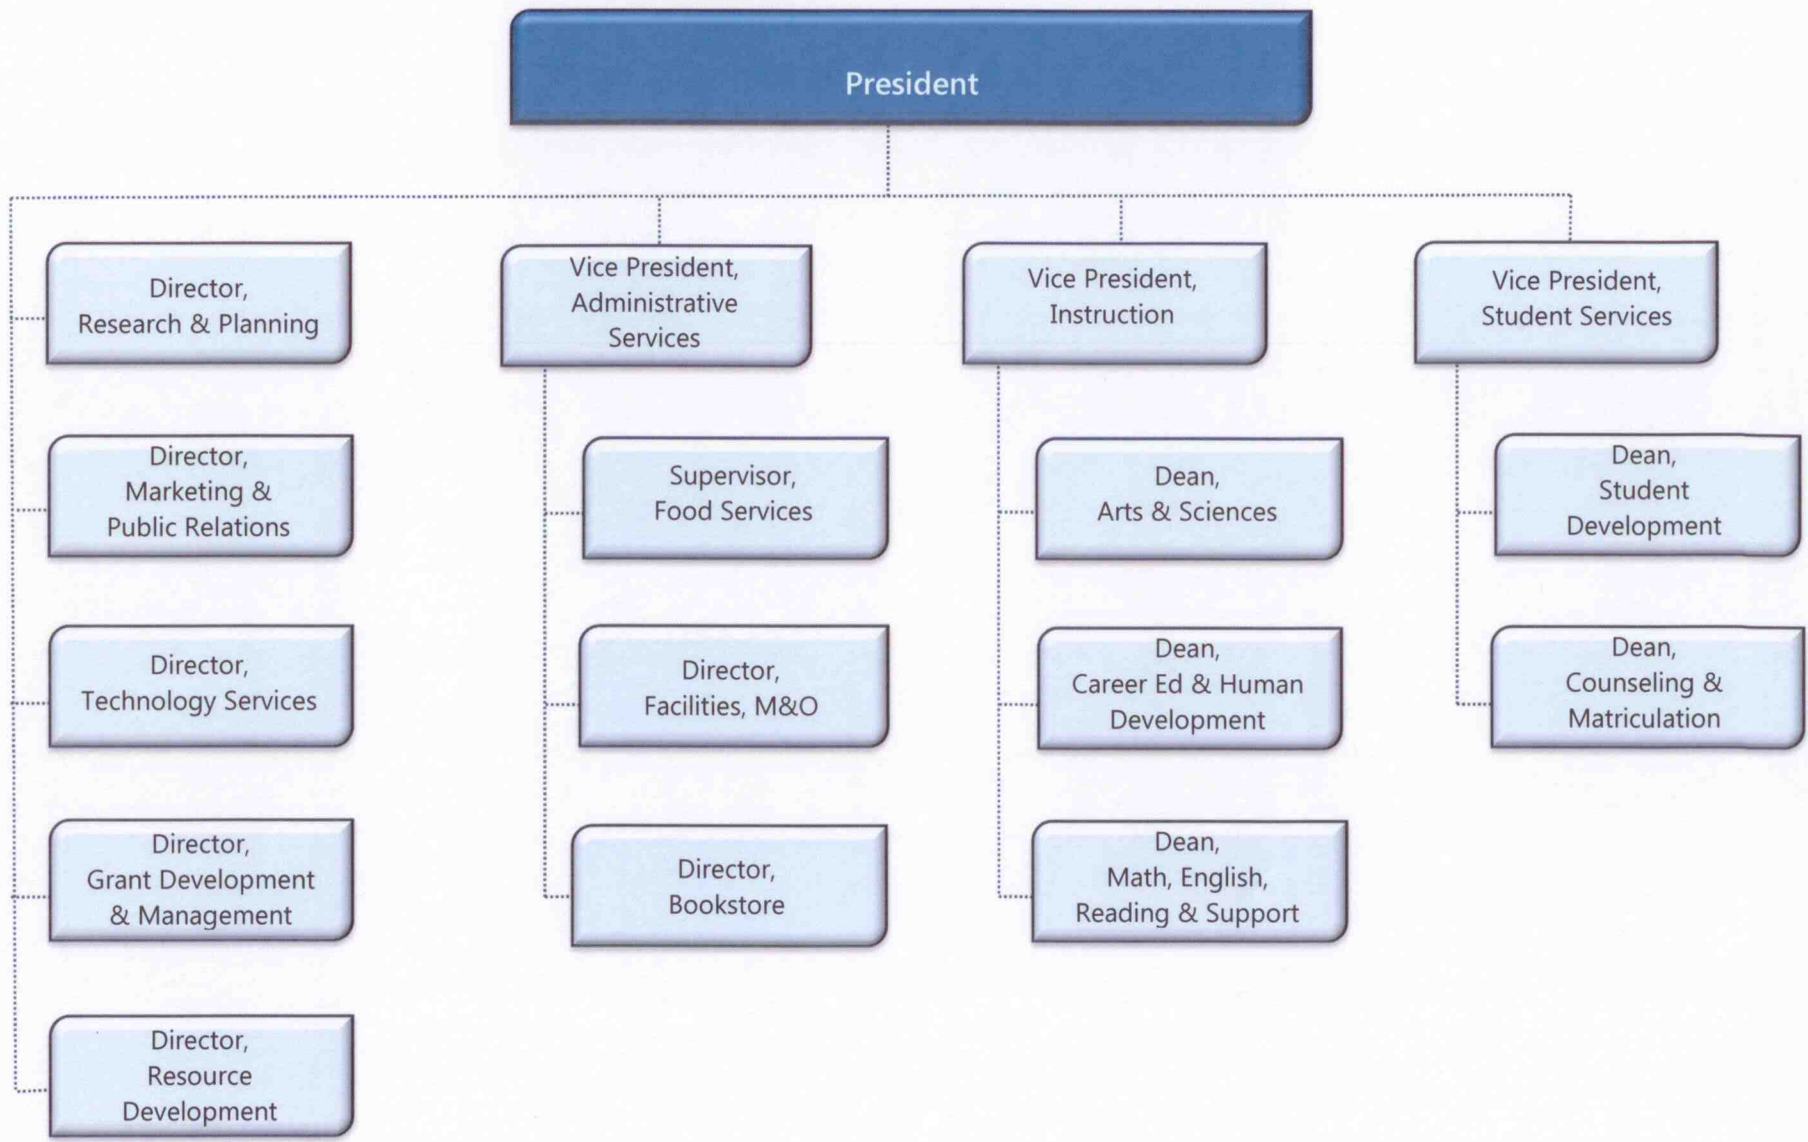 President
Director,
Research & Planning
Director,
Marketing &
Public Relations
Director,
Technology Services
Director,
Grant Development
& Management
Director,
Resource
Development
Vice President,
Administrative
Services
Supervisor,
Food Services
Director,
Facilities, M&O
Director,
Bookstore
Vice President,
Instruction
Dean,
Arts & Sciences
Dean,
Career Ed & Human
Development
Dean,
Math, English,
Reading & Support
Vice President,
Student Services
Dean,
Student
Development
Dean,
Counseling &
Matriculation